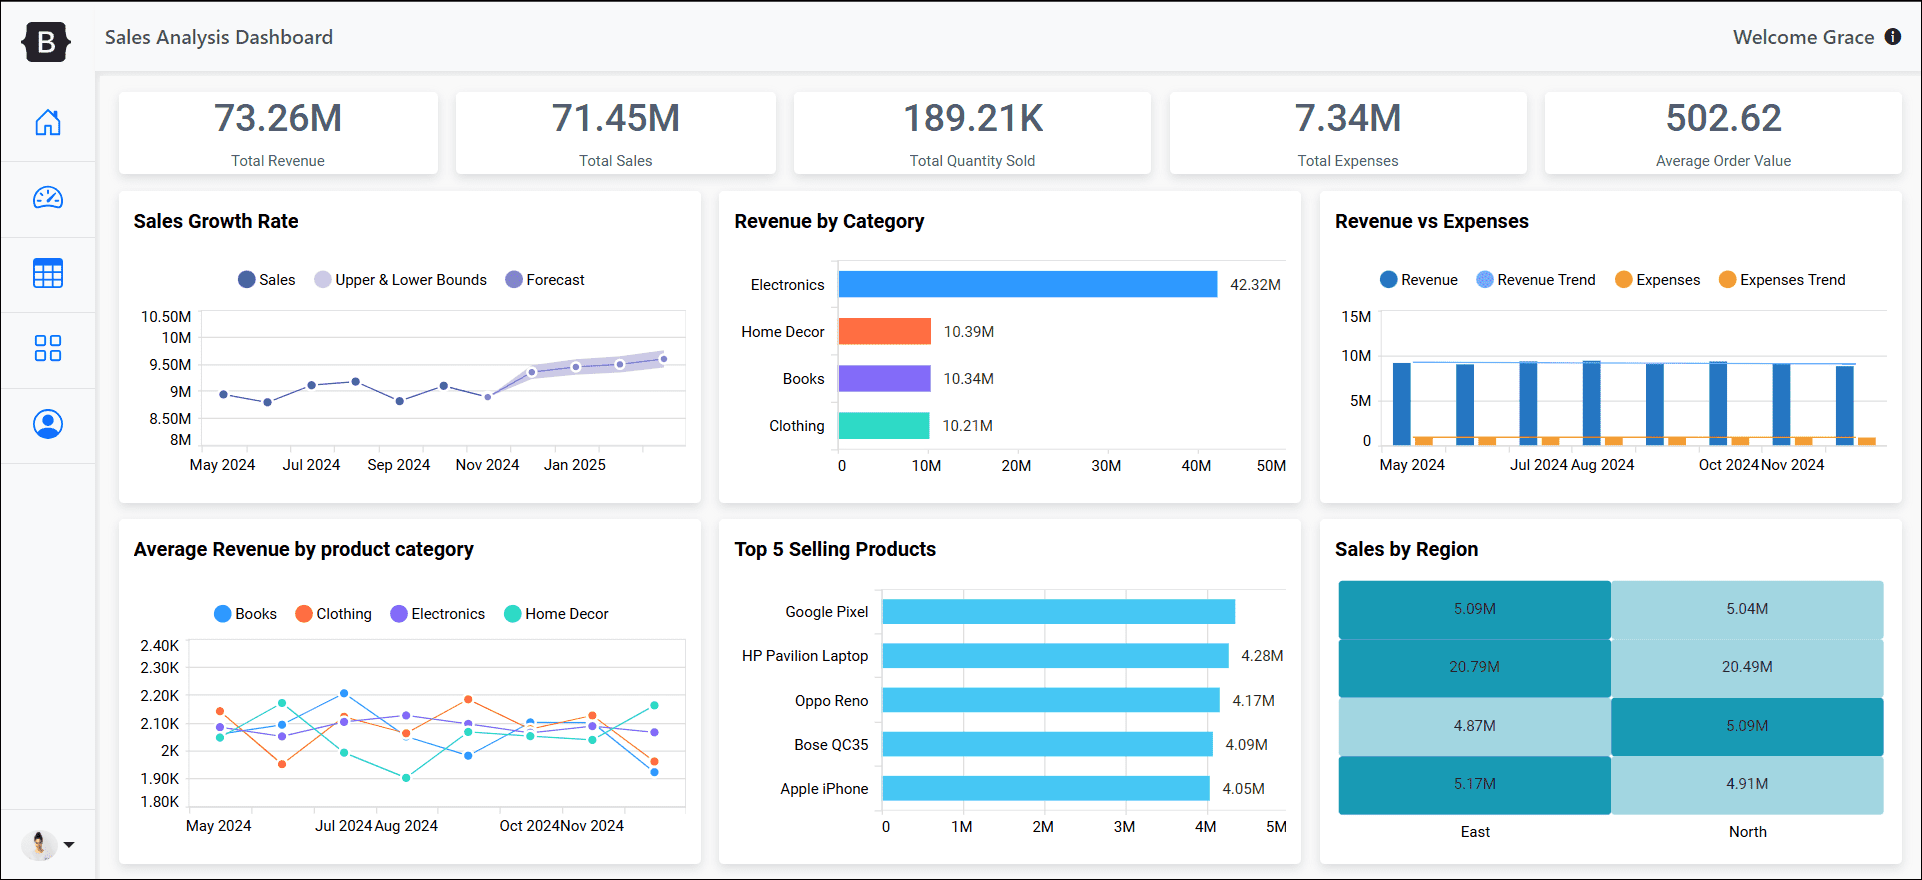 B
Sales Analysis Dashboard
Welcome Grace
73.26M
Total Revenue
71.45M
Total Sales
189.21K
Total Quantity Sold
7.34M
Total Expenses
502.62
Average Order Value
Sales Growth Rate
Sales Upper & Lower Bounds Forecast
10.50M
10M
9.50M
9M
8.50M
8M
May 2024 Jul 2024 Sep 2024 Nov 2024 Jan 2025
Revenue by Category
Electronics 42.32M
Home Decor 10.39M
Books 10.34M
Clothing 10.21M
0 10M 20M 30M 40M 50M
Revenue vs Expenses
Revenue Revenue Trend Expenses Expenses Trend
15M
10M
5M
0
May 2024 Jul 2024 Aug 2024 Oct 2024 Nov 2024
Average Revenue by product category
Books Clothing Electronics Home Decor
2.40K
2.30K
2.20K
2.10K
2K
1.90K
1.80K
May 2024 Jul 2024 Aug 2024 Oct 2024 Nov 2024
Top 5 Selling Products
Google Pixel
HP Pavilion Laptop 4.28M
Oppo Reno 4.17M
Bose QC35 4.09M
Apple iPhone 4.05M
0 1M 2M 3M 4M 5M
Sales by Region
5.09M 5.04M
20.79M 20.49M
4.87M 5.09M
5.17M 4.91M
East North